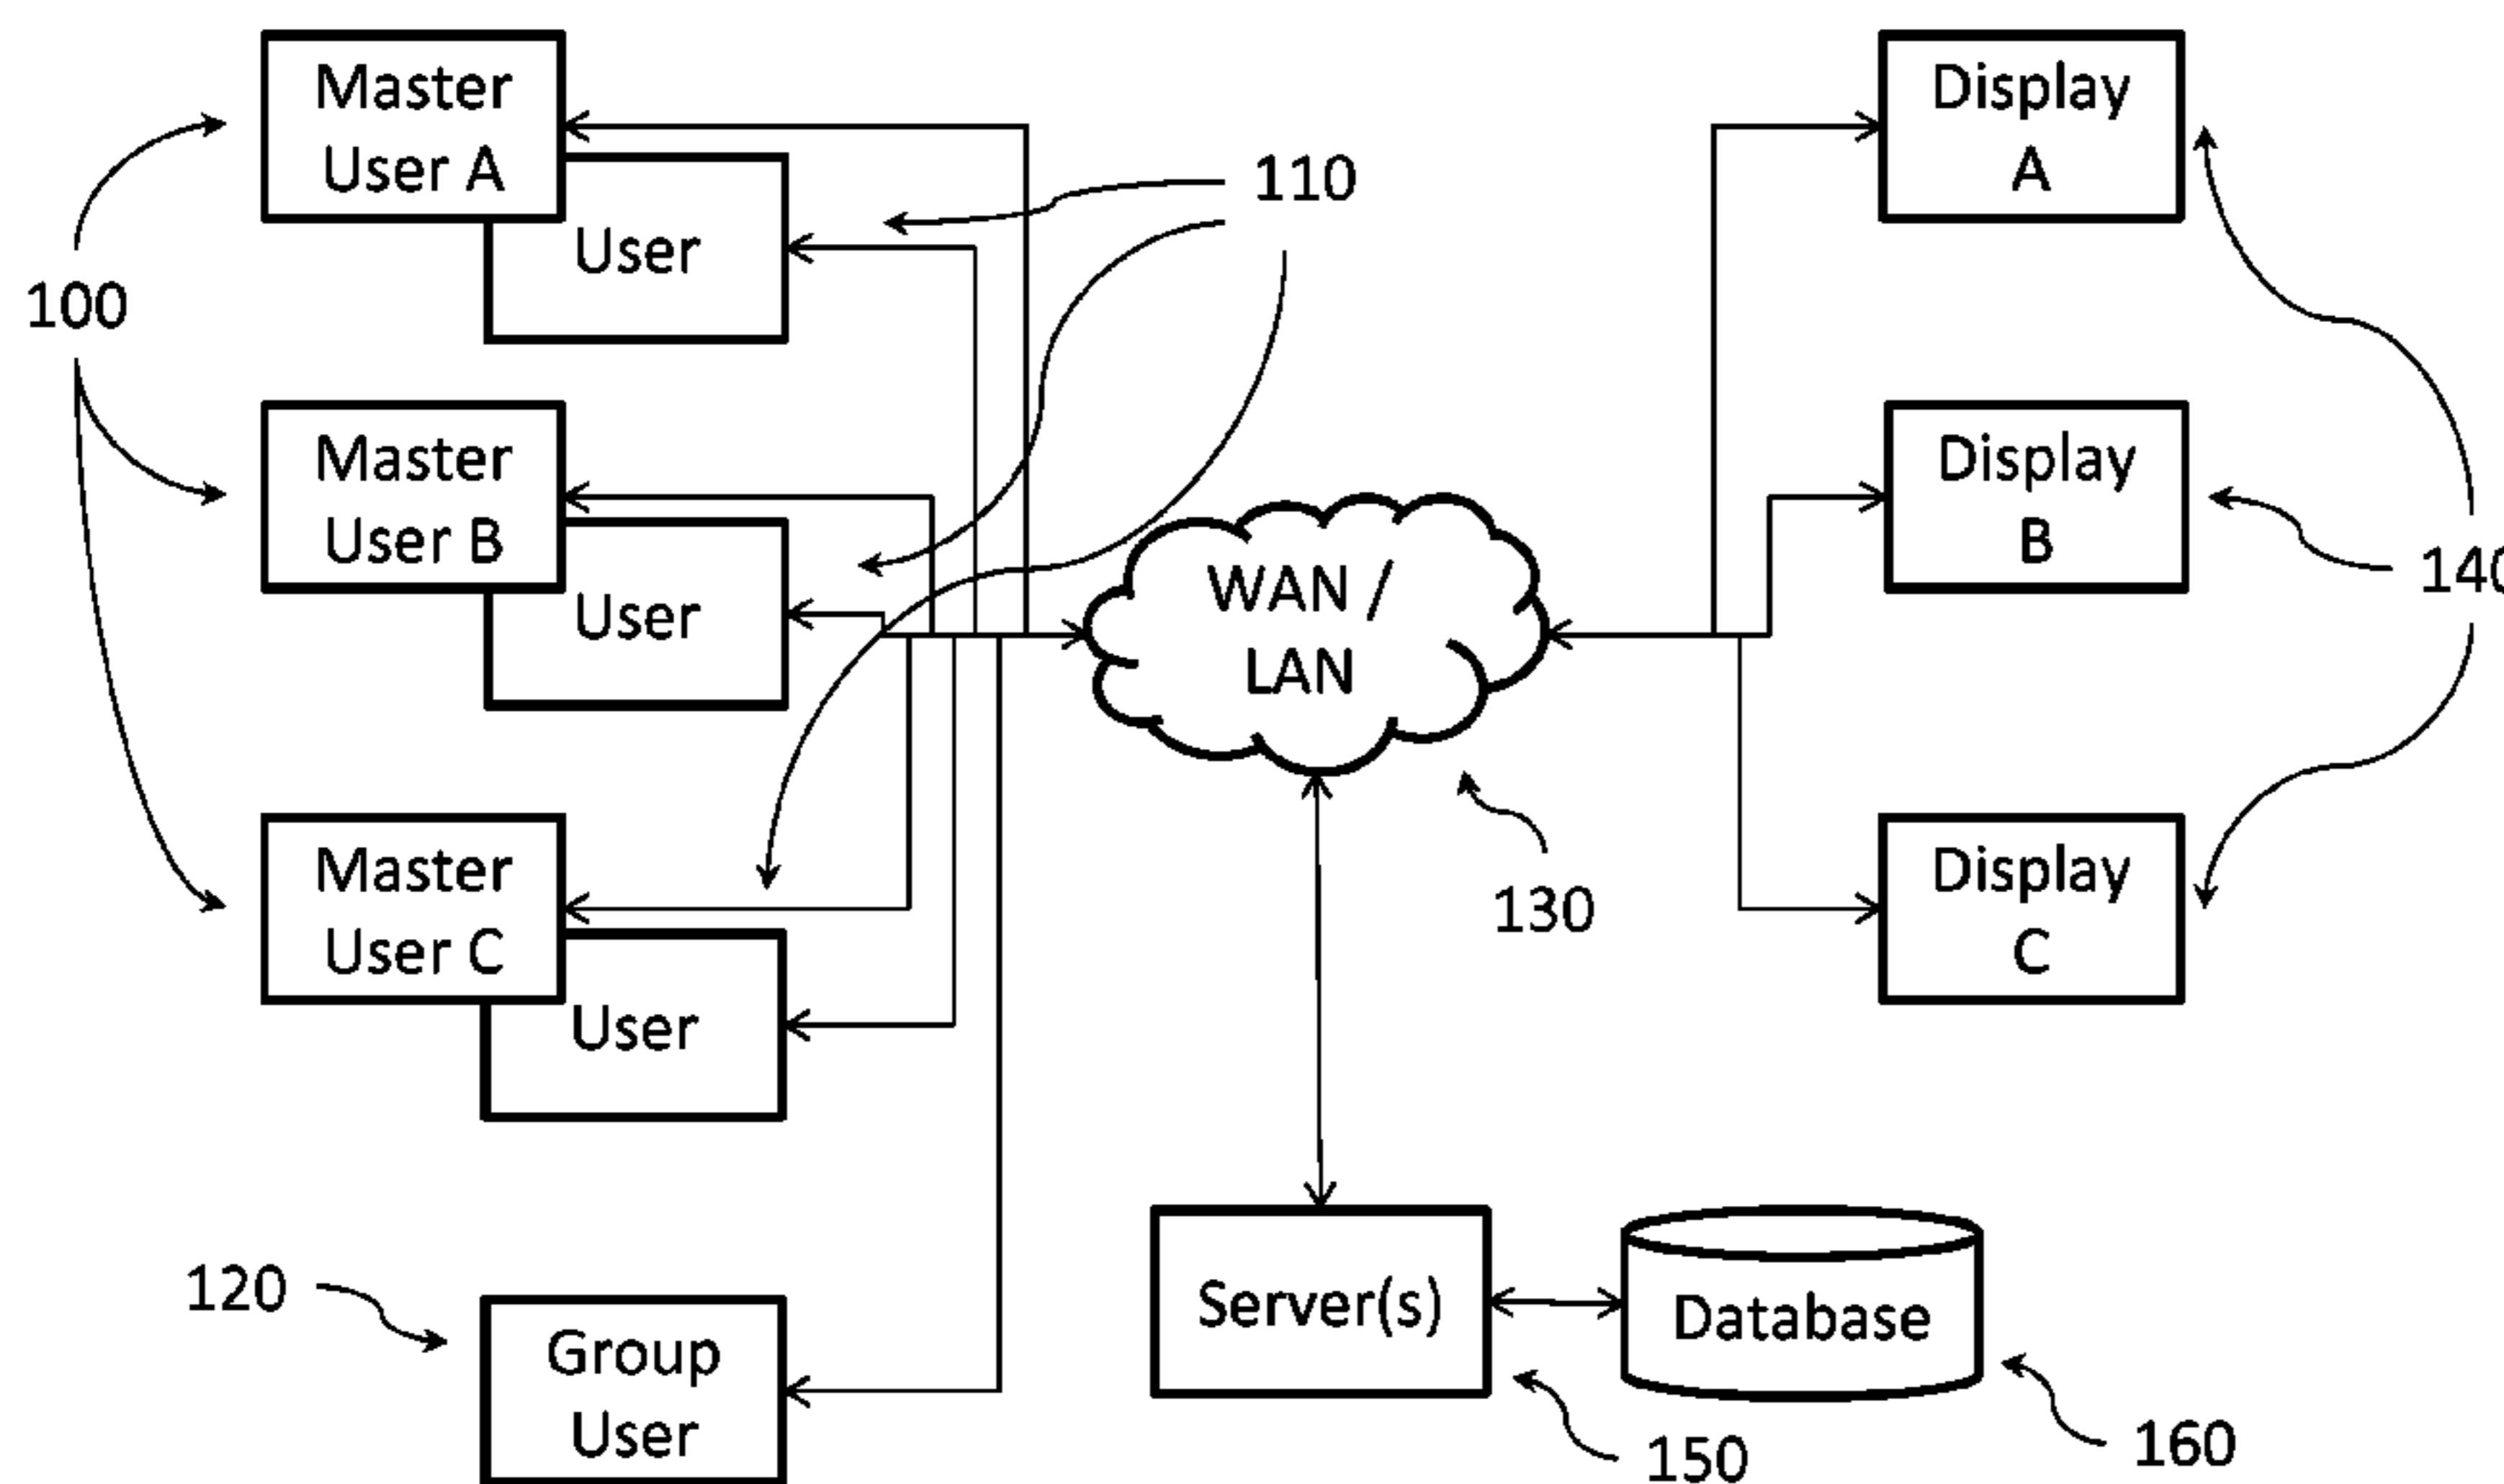 Master
User A
User
100
110
Display
A
Master
User B
User
WAN /
LAN
Display
B
140
Master
User C
User
130
Display
C
120
Group
User
Server(s)
Database
150
160